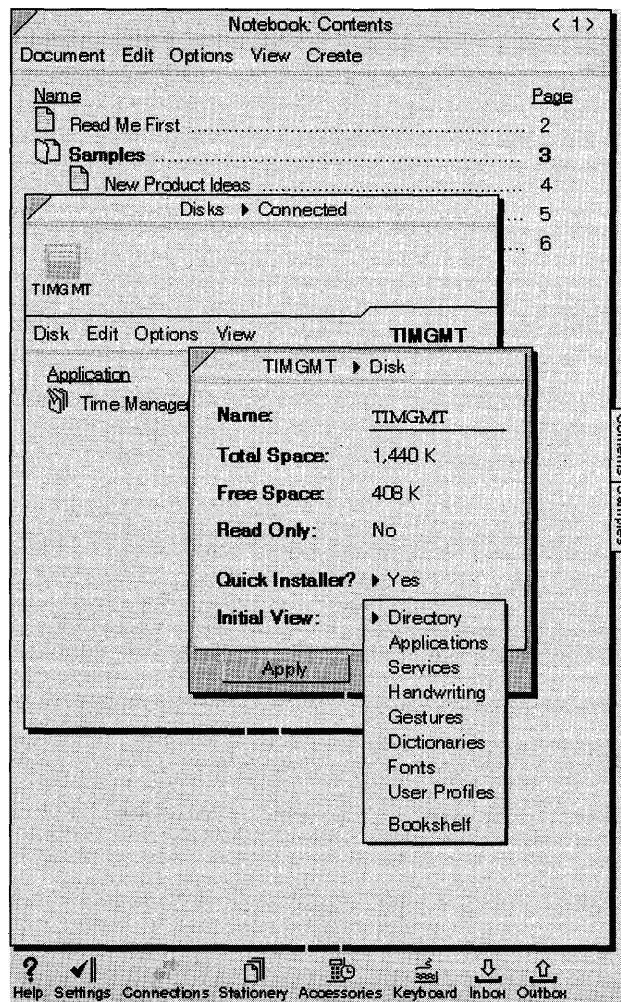 Notebook: Contents < 1 >
Document Edit Options View Create
Name Page
Read Me First 2
Samples 3
New Product Ideas 4
Disks ▸ Connected 5
6
TIMGMT
Disk Edit Options View TIMGMT
TIMGMT ▸ Disk
Application
Time Manage
Name: TIMGMT
Total Space: 1,440 K
Free Space: 408 K
Read Only: No
Quick Installer? ▸ Yes
Initial View: ▸ Directory
Applications
Apply
Services
Handwriting
Gestures
Dictionaries
Fonts
User Profiles
Bookshelf
Samples
Help Settings Connections Stationery Accessories Keyboard Inbox Outbox